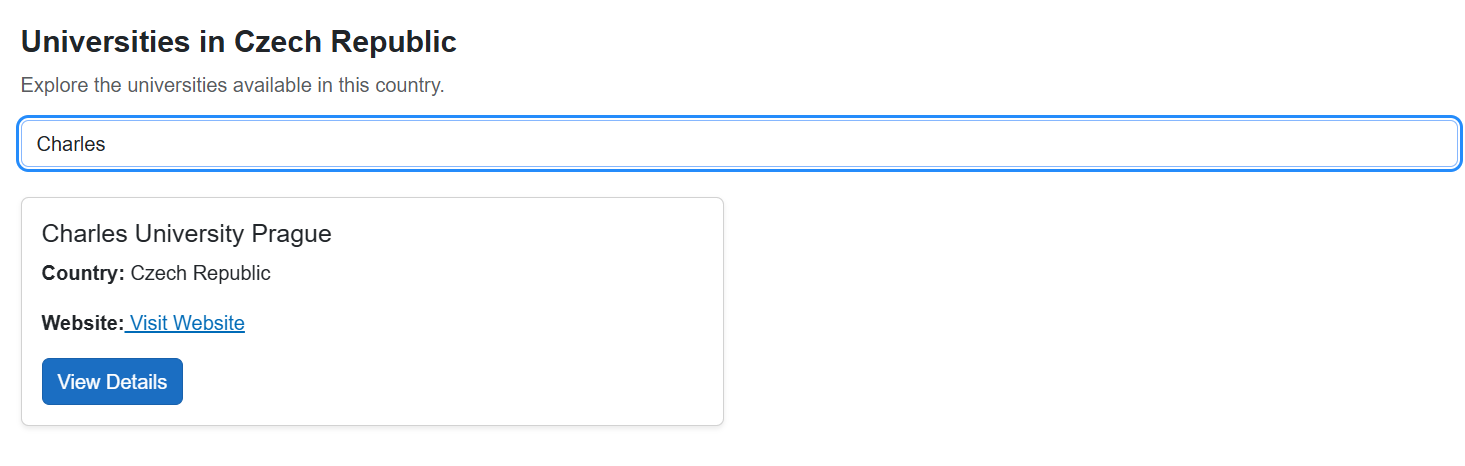 Universities in Czech Republic
Explore the universities available in this country.
Charles
Charles University Prague
Country: Czech Republic
Website: Visit Website
View Details